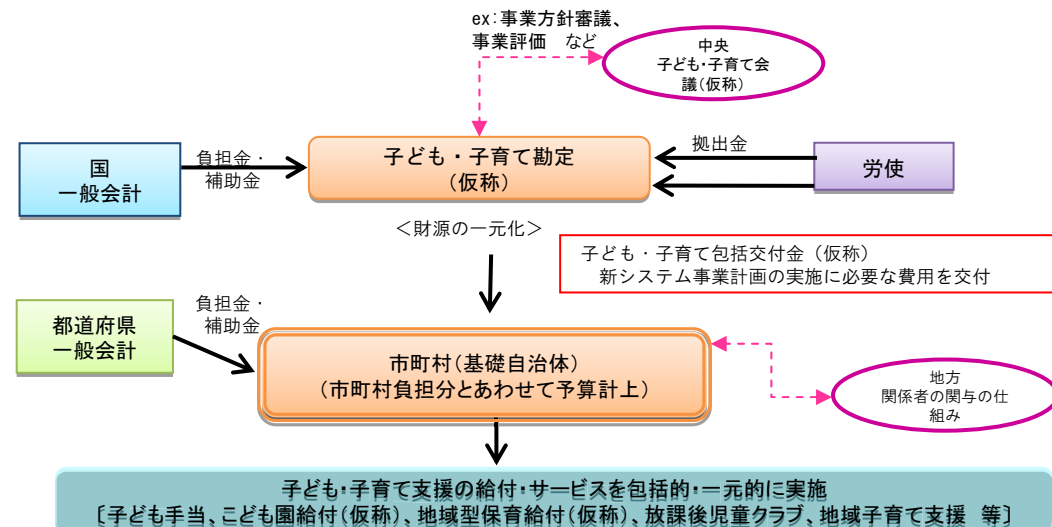 ex:事業方針審議、
事業評価 など
中央
子ども・子育て会
議(仮称)
国
一般会計
負担金・
補助金
子ども・子育て勘定
(仮称)
拠出金
労使
＜財源の一元化＞
子ども・子育て包括交付金（仮称）
新システム事業計画の実施に必要な費用を交付
都道府県
一般会計
負担金・
補助金
市町村(基礎自治体)
(市町村負担分とあわせて予算計上)
地方
関係者の関与の仕
組み
子ども・子育て支援の給付・サービスを包括的・一元的に実施
〔子ども手当、こども園給付(仮称)、地域型保育給付(仮称)、放課後児童クラブ、地域子育て支援 等〕